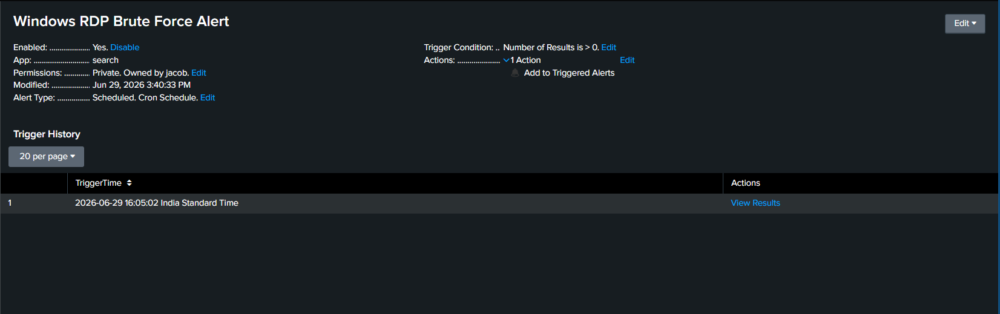 Windows RDP Brute Force Alert
Edit
Enabled: .................... Yes. Disable
App: ........................... search
Permissions: ............. Private. Owned by jacob. Edit
Modified: ................... Jun 29, 2026 3:40:33 PM
Alert Type: ................ Scheduled. Cron Schedule. Edit
Trigger Condition: .. Number of Results is > 0. Edit
Actions: ..................... 1 Action Edit
Add to Triggered Alerts
Trigger History
20 per page
TriggerTime Actions
1 2026-06-29 16:05:02 India Standard Time View Results